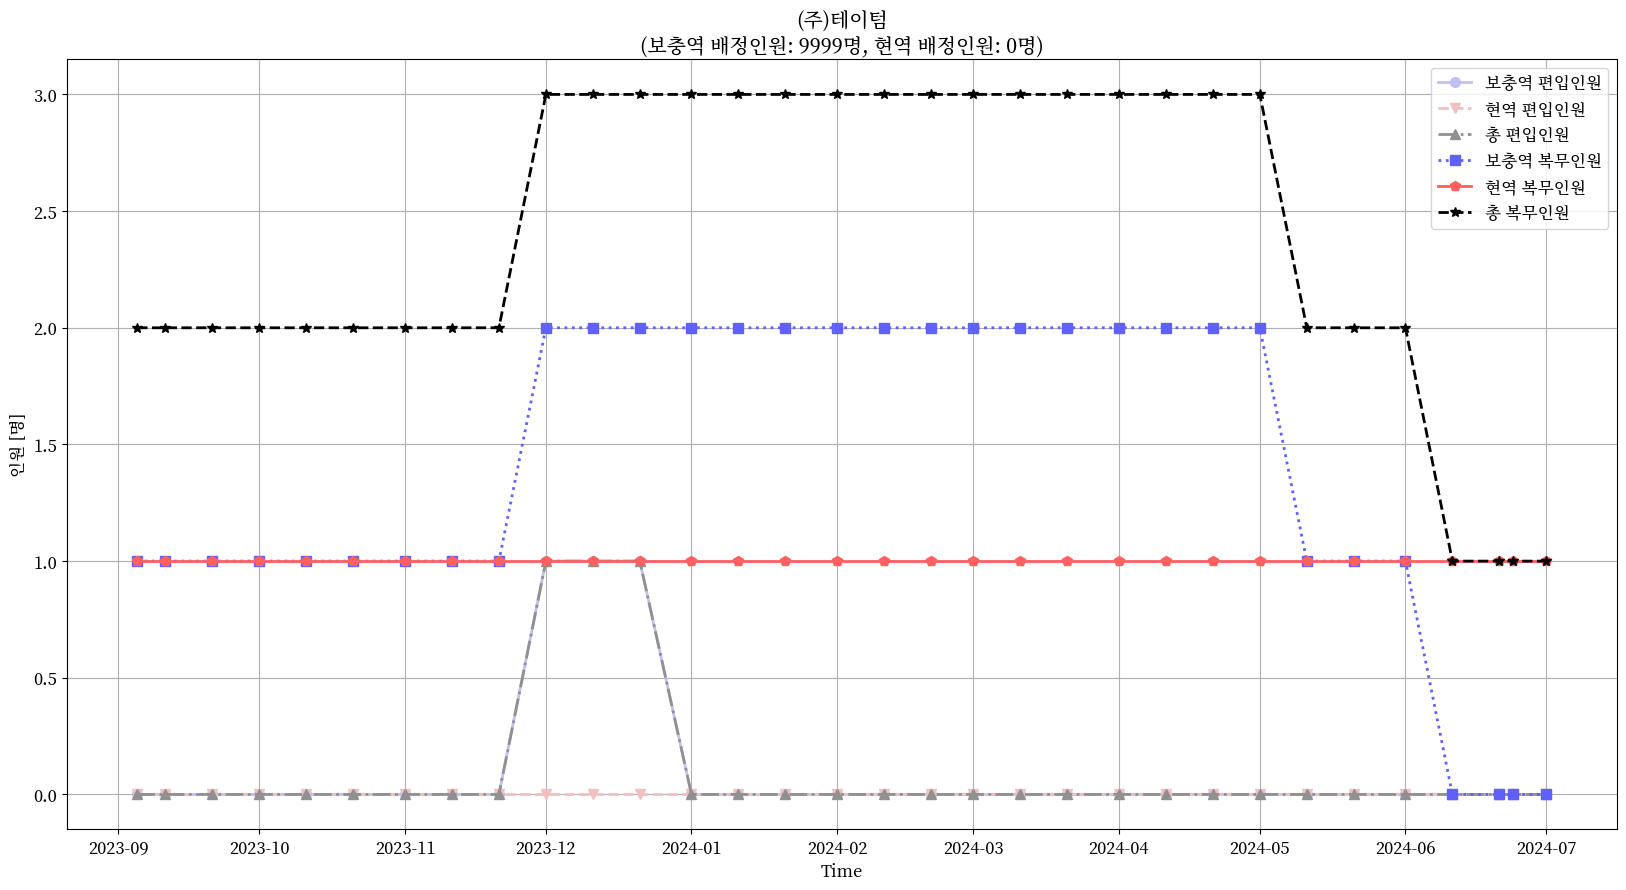 (주)테이텀
(보충역 배정인원: 9999명, 현역 배정인원: 0명)
보충역 편입인원
현역 편입인원
총 편입인원
보충역 복무인원
현역 복무인원
총 복무인원
인원 [명]
3.0
2.5
2.0
1.5
1.0
0.5
0.0
2023-09 2023-10 2023-11 2023-12 2024-01 2024-02 2024-03 2024-04 2024-05 2024-06 2024-07
Time